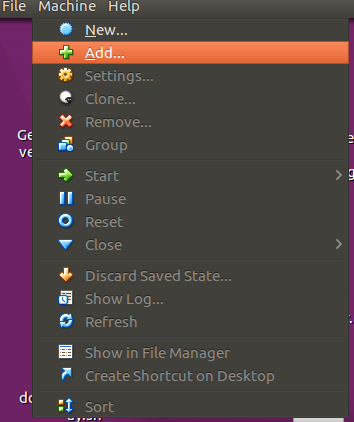 File Machine Help
New...
Add...
Settings...
Clone...
Remove...
Group
Start
Pause
Reset
Close
Discard Saved State...
Show Log...
Refresh
Show in File Manager
Create Shortcut on Desktop
Sort